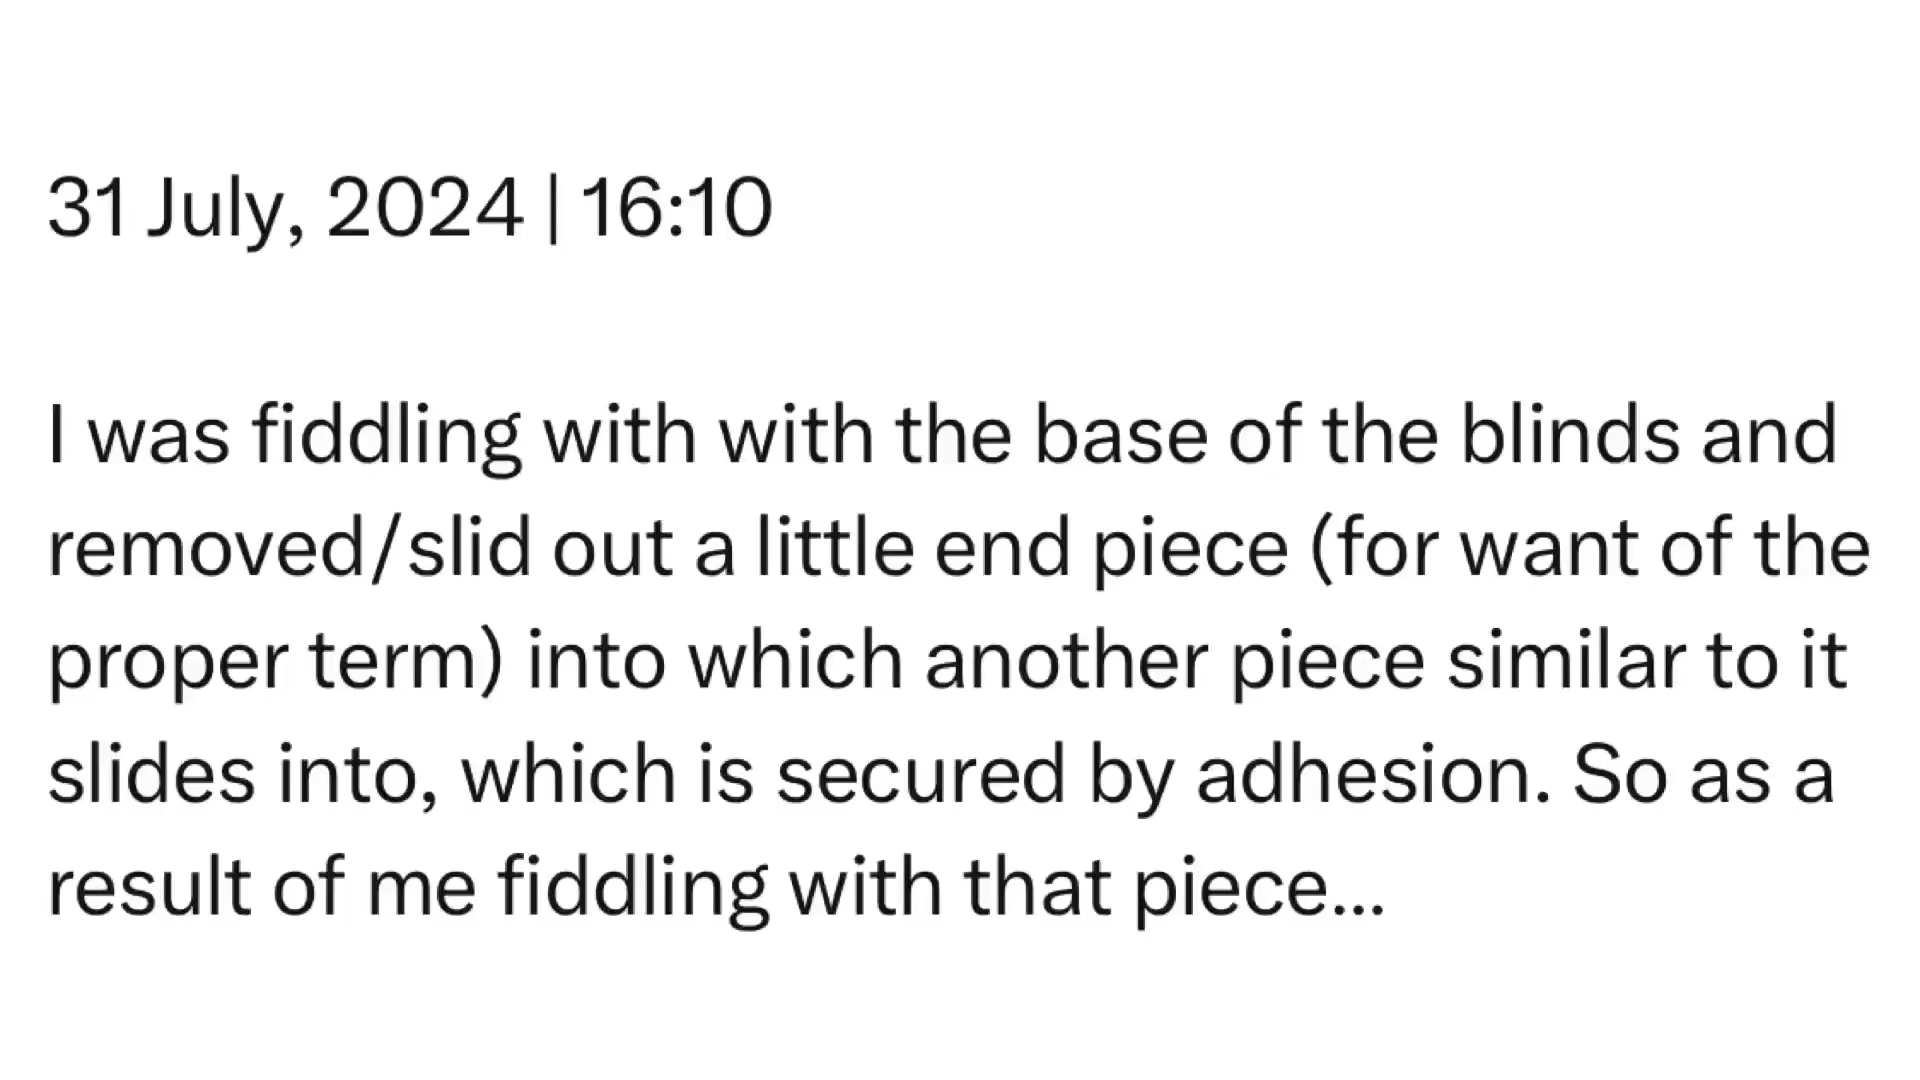 31 July, 2024 | 16:10
I was fiddling with with the base of the blinds and
removed/slid out a little end piece (for want of the
proper term) into which another piece similar to it
slides into, which is secured by adhesion. So as a
result of me fiddling with that piece...